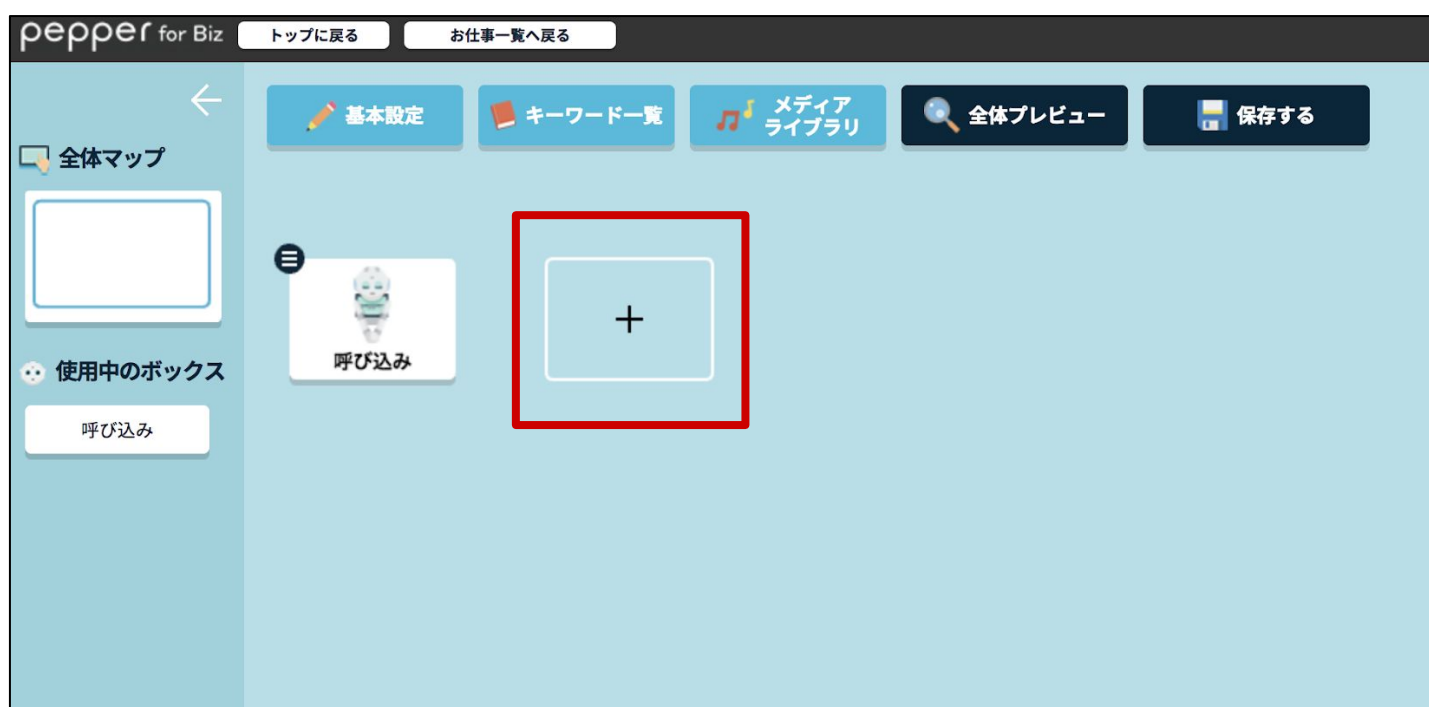 pepper for Biz
トップに戻る
お仕事一覧へ戻る
基本設定
キーワード一覧
メディア
ライブラリ
全体プレビュー
保存する
全体マップ
呼び込み
+
使用中のボックス
呼び込み